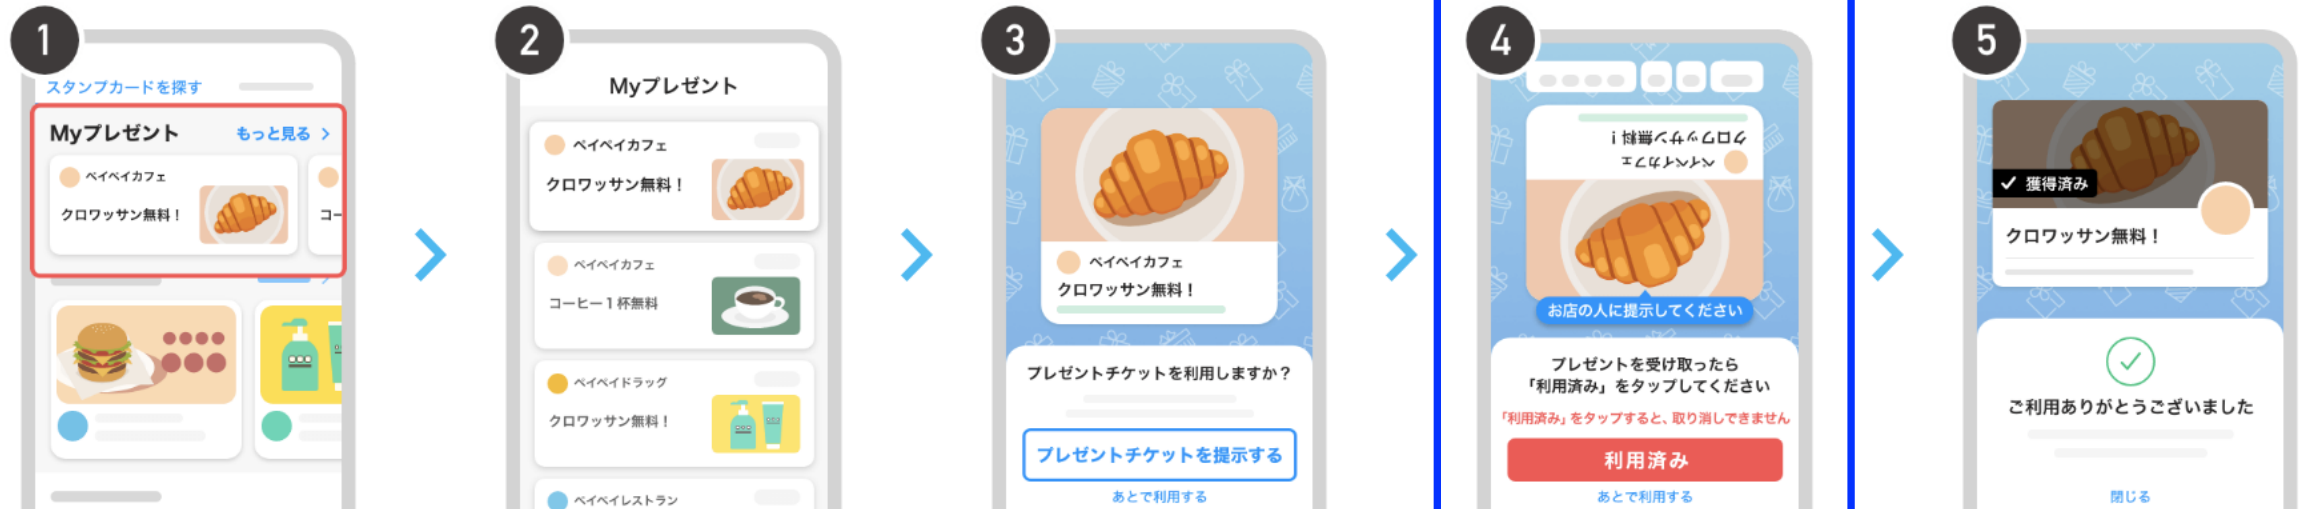 1
スタンプカードを探す
Myプレゼント
もっと見る
ペイペイカフェ
クロワッサン無料！
コー
2
Myプレゼント
ペイペイカフェ
クロワッサン無料！
ペイペイカフェ
コーヒー１杯無料
ペイペイドラッグ
クロワッサン無料！
ペイペイレストラン
3
ペイペイカフェ
クロワッサン無料！
プレゼントチケットを利用しますか？
プレゼントチケットを提示する
あとで利用する
4
クロワッサン無料！
ペイペイカフェ
お店の人に提示してください
プレゼントを受け取ったら
「利用済み」をタップしてください
「利用済み」をタップすると、取り消しできません
利用済み
あとで利用する
5
獲得済み
クロワッサン無料！
ご利用ありがとうございました
閉じる